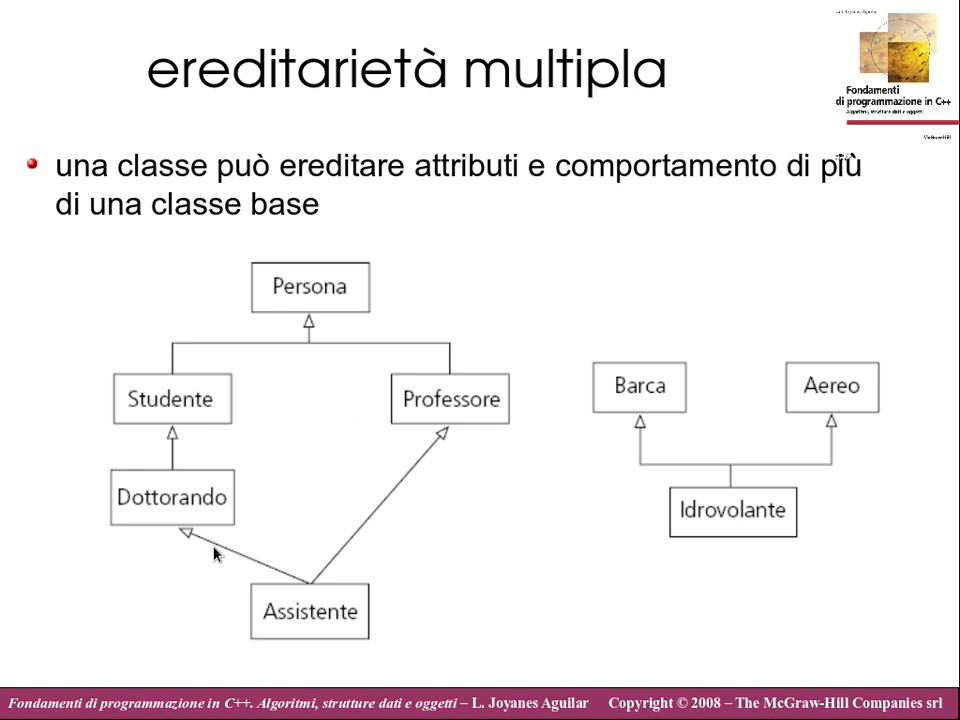 ereditarietà multipla
Fondamenti
di programmazione in C++
Algoritmi, strutture dati e oggetti
McGraw-Hill
una classe può ereditare attributi e comportamento di più
di una classe base
Persona
Studente
Professore
Barca
Aereo
Dottorando
Idrovolante
Assistente
Fondamenti di programmazione in C++. Algoritmi, strutture dati e oggetti – L. Joyanes Aguilar Copyright © 2008 – The McGraw-Hill Companies srl